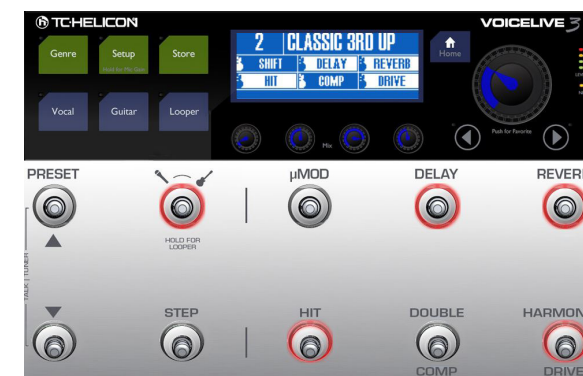 TC·HELICON
VOICELIVE 3
Genre
Setup
Hold for Mic Gain
Store
2 CLASSIC 3RD UP
SHIFT DELAY REVERB
HIT COMP DRIVE
Home
Vocal
Guitar
Looper
Mix
Push for Favorite
PRESET
µMOD
DELAY
REVERB
HOLD FOR
LOOPER
TALK | TUNER
STEP
HIT
DOUBLE
HARMON
COMP
DRIVE